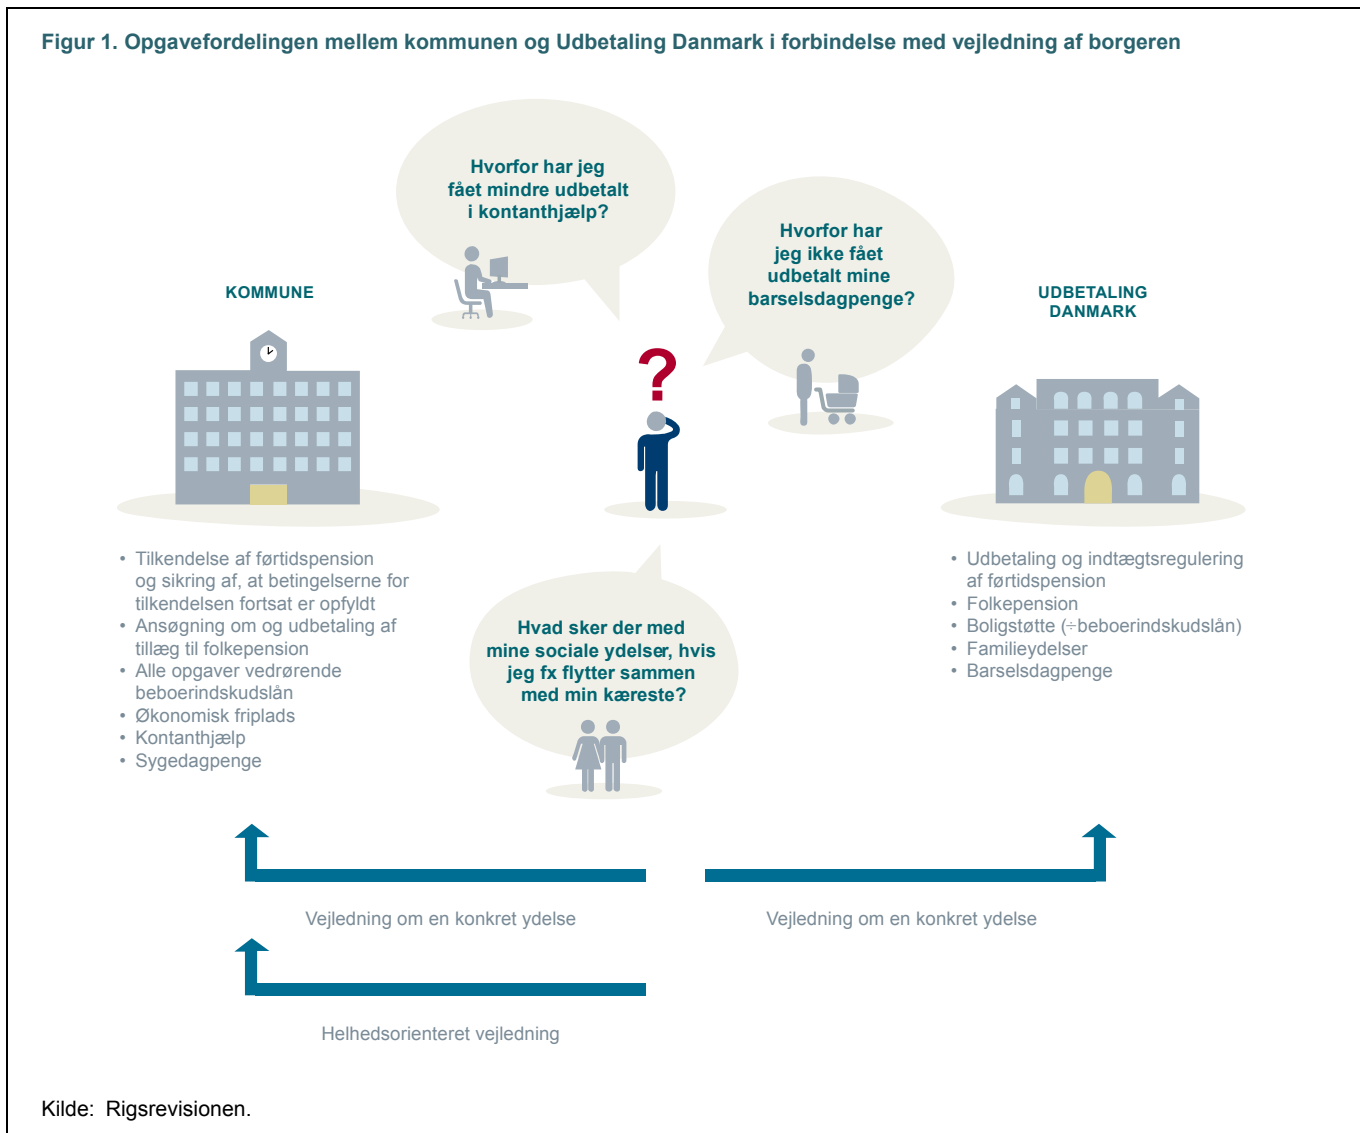 Figur 1. Opgavefordelingen mellem kommunen og Udbetaling Danmark i forbindelse med vejledning af borgeren
Hvorfor har jeg
fået mindre udbetalt
i kontanthjælp?
Hvorfor har
jeg ikke fået
udbetalt mine
barselsdagpenge?
KOMMUNE
UDBETALING
DANMARK
?
• Tilkendelse af førtidspension
og sikring af, at betingelserne for
tilkendelsen fortsat er opfyldt
• Ansøgning om og udbetaling af
tillæg til folkepension
• Alle opgaver vedrørende
beboerindskudslån
• Økonomisk friplads
• Kontanthjælp
• Sygedagpenge
Hvad sker der med
mine sociale ydelser, hvis
jeg fx flytter sammen
med min kæreste?
• Udbetaling og indtægtsregulering
af førtidspension
• Folkepension
• Boligstøtte (÷beboerindskudslån)
• Familieydelser
• Barselsdagpenge
Vejledning om en konkret ydelse
Vejledning om en konkret ydelse
Helhedsorienteret vejledning
Kilde: Rigsrevisionen.